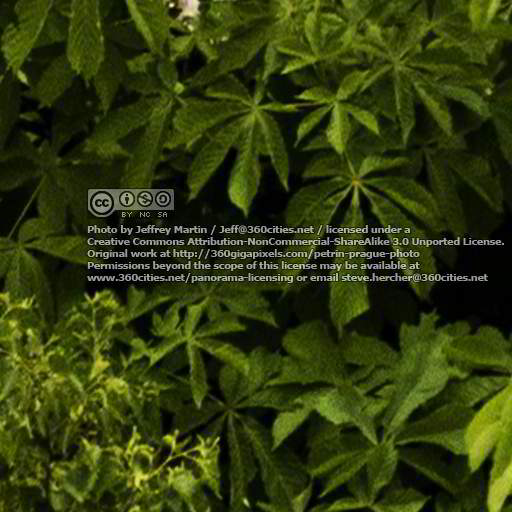 cc
BY NC SA
Photo by Jeffrey Martin / Jeff@360cities.net / licensed under a
Creative Commons Attribution-NonCommercial-ShareAlike 3.0 Unported License.
Original work at http://360gigapixels.com/petrin-prague-photo
Permissions beyond the scope of this license may be available at
www.360cities.net/panorama-licensing or email steve.hercher@360cities.net